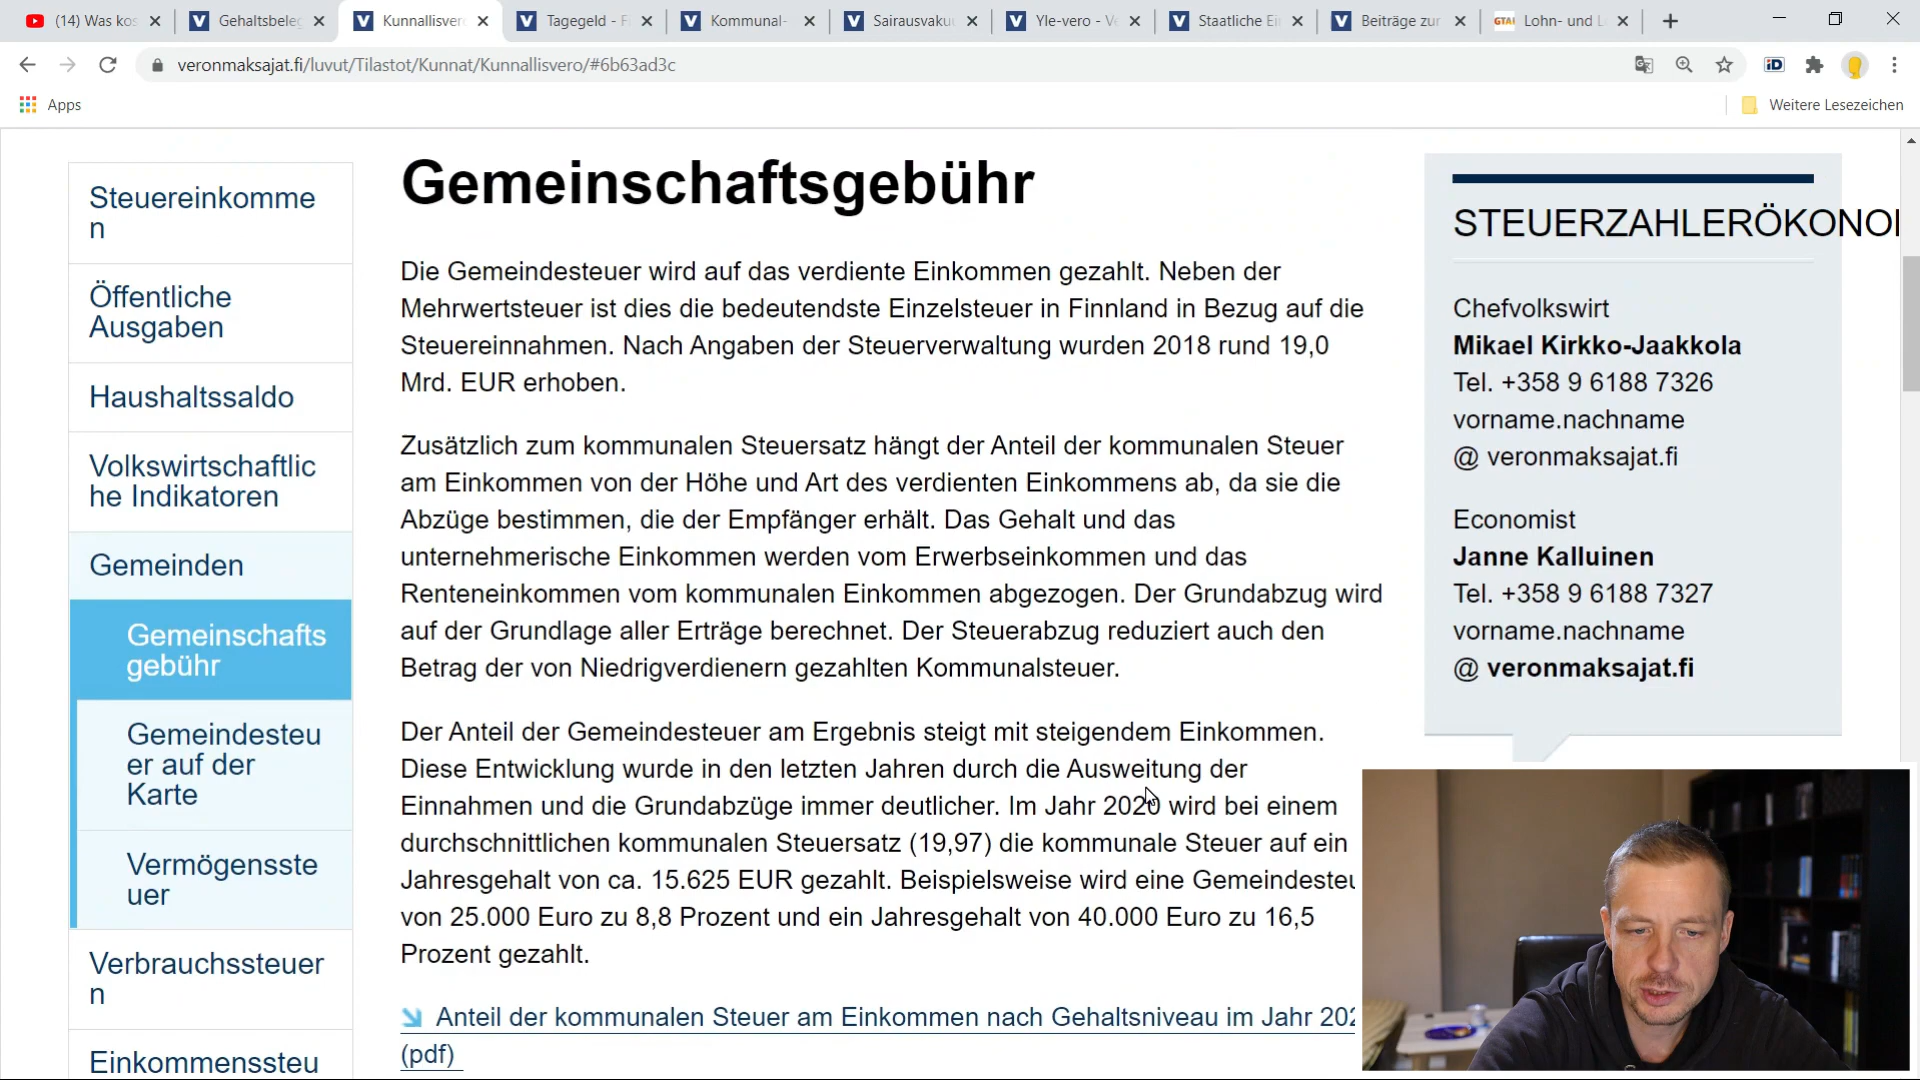 (14) Was kos
Gehaltsbeleg
Kunnallisver
Tagegeld - F
Kommunal-
Sairausvaku
Yle-vero - V
Staatliche Ei
Beiträge zur
GTAI
Lohn- und L
veronmaksajat.fi/luvut/Tilastot/Kunnat/Kunnallisvero/#6b63ad3c
iD
Apps
Weitere Lesezeichen
Steuereinkomme
n
Öffentliche
Ausgaben
Haushaltssaldo
Volkswirtschaftlic
he Indikatoren
Gemeinden
Gemeinschafts
gebühr
Gemeindesteu
er auf der
Karte
Vermögensste
uer
Verbrauchssteuer
n
Einkommenssteu
Gemeinschaftsgebühr
Die Gemeindesteuer wird auf das verdiente Einkommen gezahlt. Neben der
Mehrwertsteuer ist dies die bedeutendste Einzelsteuer in Finnland in Bezug auf die
Steuereinnahmen. Nach Angaben der Steuerverwaltung wurden 2018 rund 19,0
Mrd. EUR erhoben.
Zusätzlich zum kommunalen Steuersatz hängt der Anteil der kommunalen Steuer
am Einkommen von der Höhe und Art des verdienten Einkommens ab, da sie die
Abzüge bestimmen, die der Empfänger erhält. Das Gehalt und das
unternehmerische Einkommen werden vom Erwerbseinkommen und das
Renteneinkommen vom kommunalen Einkommen abgezogen. Der Grundabzug wird
auf der Grundlage aller Erträge berechnet. Der Steuerabzug reduziert auch den
Betrag der von Niedrigverdienern gezahlten Kommunalsteuer.
Der Anteil der Gemeindesteuer am Ergebnis steigt mit steigendem Einkommen.
Diese Entwicklung wurde in den letzten Jahren durch die Ausweitung der
Einnahmen und die Grundabzüge immer deutlicher. Im Jahr 2020 wird bei einem
durchschnittlichen kommunalen Steuersatz (19,97) die kommunale Steuer auf ein
Jahresgehalt von ca. 15.625 EUR gezahlt. Beispielsweise wird eine Gemeindesteu
von 25.000 Euro zu 8,8 Prozent und ein Jahresgehalt von 40.000 Euro zu 16,5
Prozent gezahlt.
Anteil der kommunalen Steuer am Einkommen nach Gehaltsniveau im Jahr 202
(pdf)
STEUERZAHLERÖKONO
Chefvolkswirt
Mikael Kirkko-Jaakkola
Tel. +358 9 6188 7326
vorname.nachname
@ veronmaksajat.fi
Economist
Janne Kalluinen
Tel. +358 9 6188 7327
vorname.nachname
@ veronmaksajat.fi